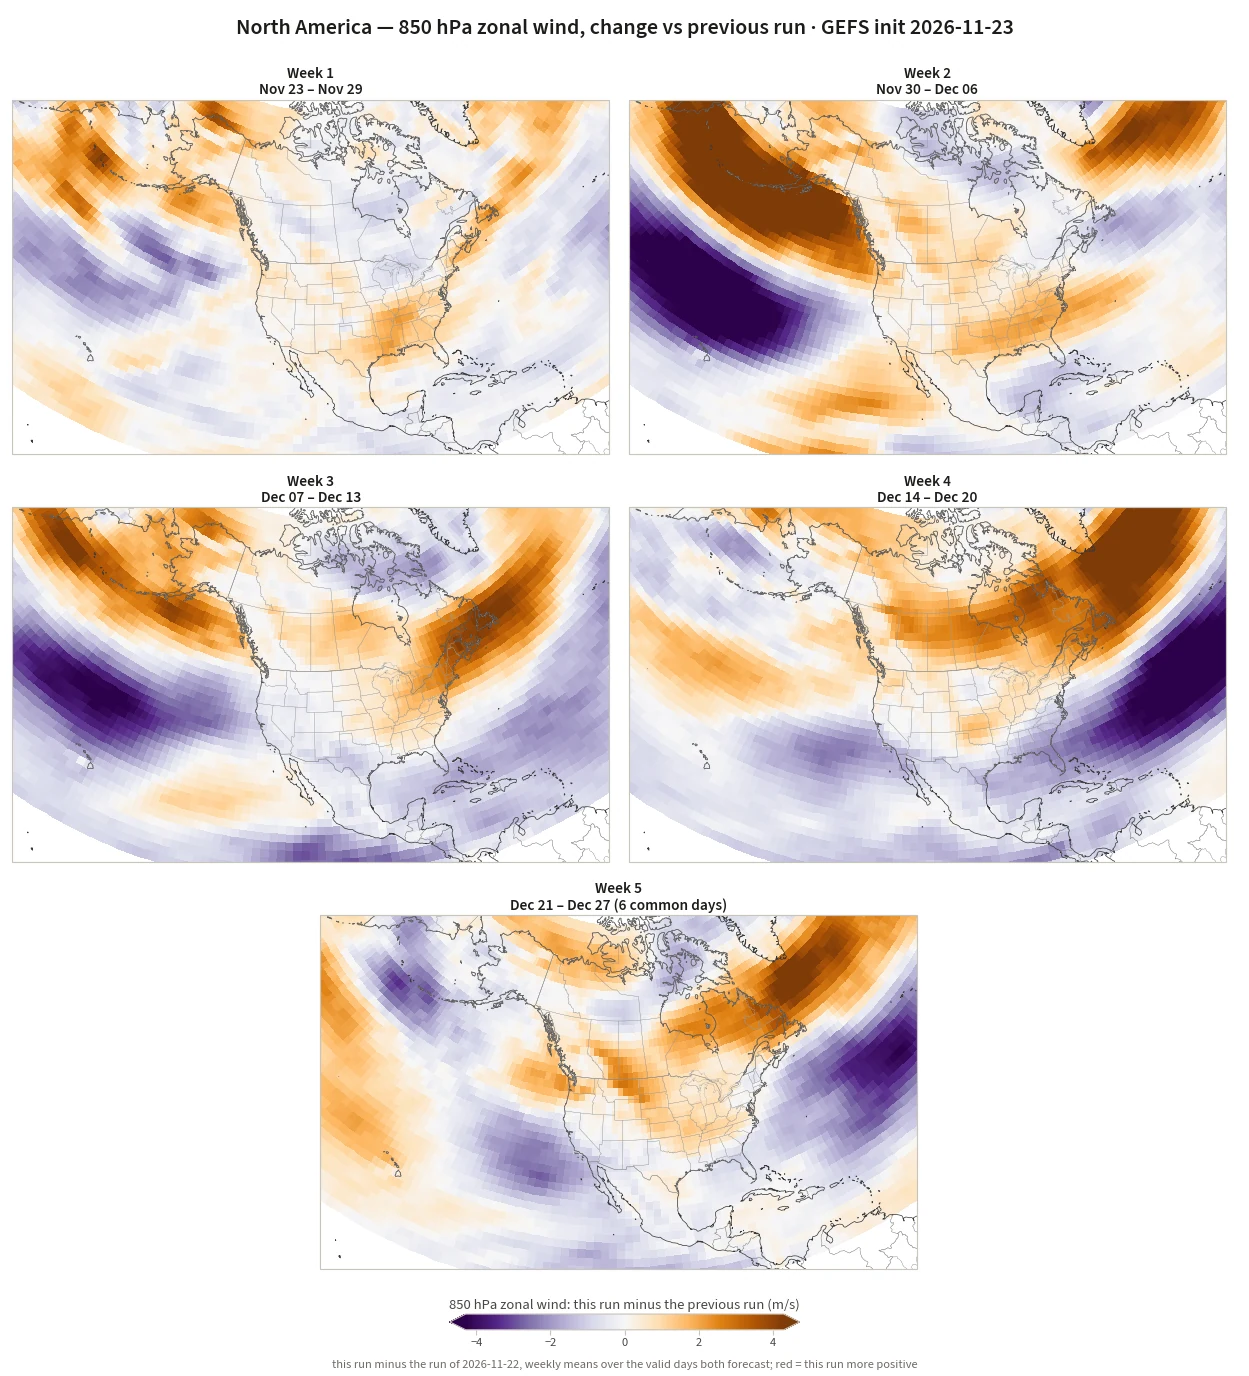 North America — 850 hPa zonal wind, change vs previous run · GEFS init 2026-11-23
Week 1
Nov 23 – Nov 29
Week 2
Nov 30 – Dec 06
Week 3
Dec 07 – Dec 13
Week 4
Dec 14 – Dec 20
Week 5
Dec 21 – Dec 27 (6 common days)
850 hPa zonal wind: this run minus the previous run (m/s)
−4 −2 0 2 4
this run minus the run of 2026-11-22, weekly means over the valid days both forecast; red = this run more positive